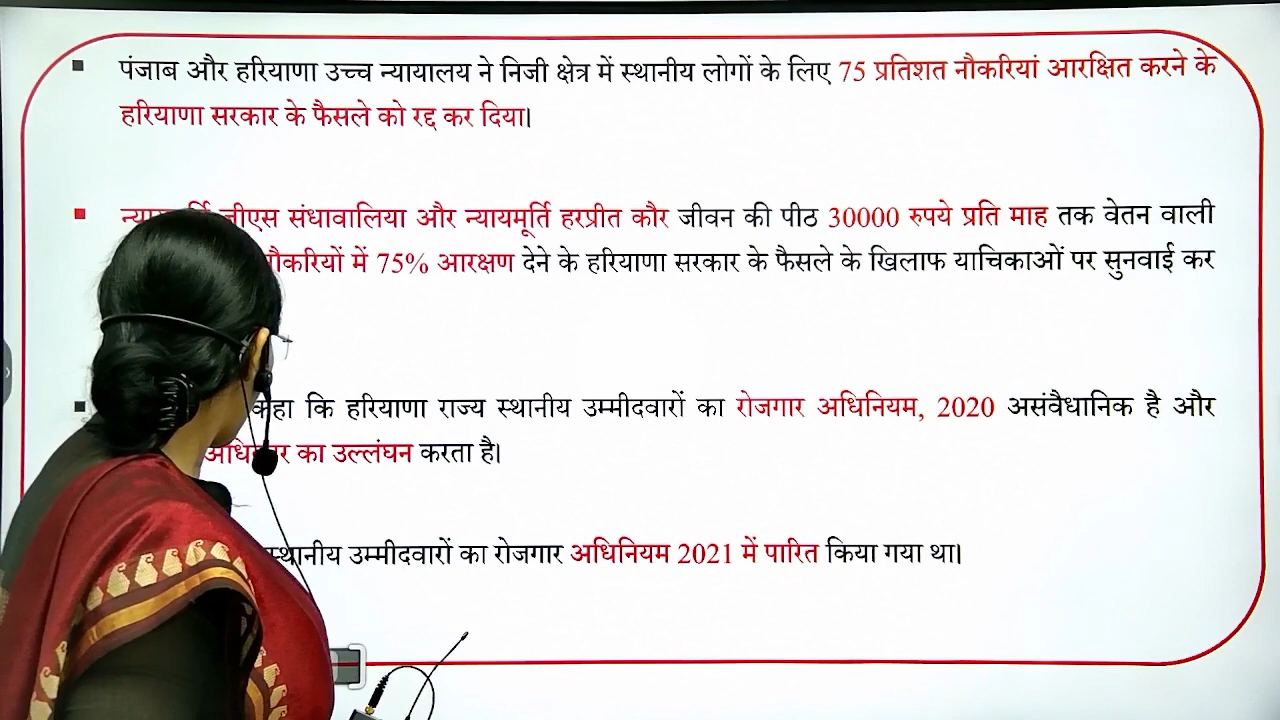 पंजाब और हरियाणा उच्च न्यायालय ने निजी क्षेत्र में स्थानीय लोगों के लिए 75 प्रतिशत नौकरियां आरक्षित करने के
हरियाणा सरकार के फैसले को रद्द कर दिया।
जीएस संधावालिया और न्यायमूर्ति हरप्रीत कौर जीवन की पीठ 30000 रुपये प्रति माह तक वेतन वाली
नौकरियों में 75% आरक्षण देने के हरियाणा सरकार के फैसले के खिलाफ याचिकाओं पर सुनवाई कर
कहा कि हरियाणा राज्य स्थानीय उम्मीदवारों का रोजगार अधिनियम, 2020 असंवैधानिक है और
का उल्लंघन करता है।
स्थानीय उम्मीदवारों का रोजगार अधिनियम 2021 में पारित किया गया था।